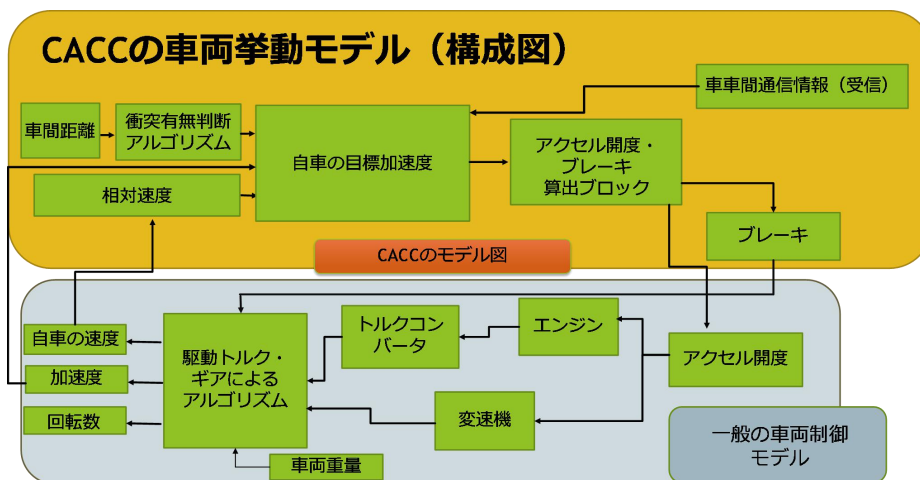 CACCの車両挙動モデル（構成図）
車車間通信情報（受信）
車間距離
衝突有無判断
アルゴリズム
自車の目標加速度
アクセル開度・
ブレーキ
算出ブロック
相対速度
ブレーキ
CACCのモデル図
自車の速度
駆動トルク・
ギアによる
アルゴリズム
トルクコン
バータ
エンジン
アクセル開度
加速度
回転数
変速機
一般の車両制御
モデル
車両重量